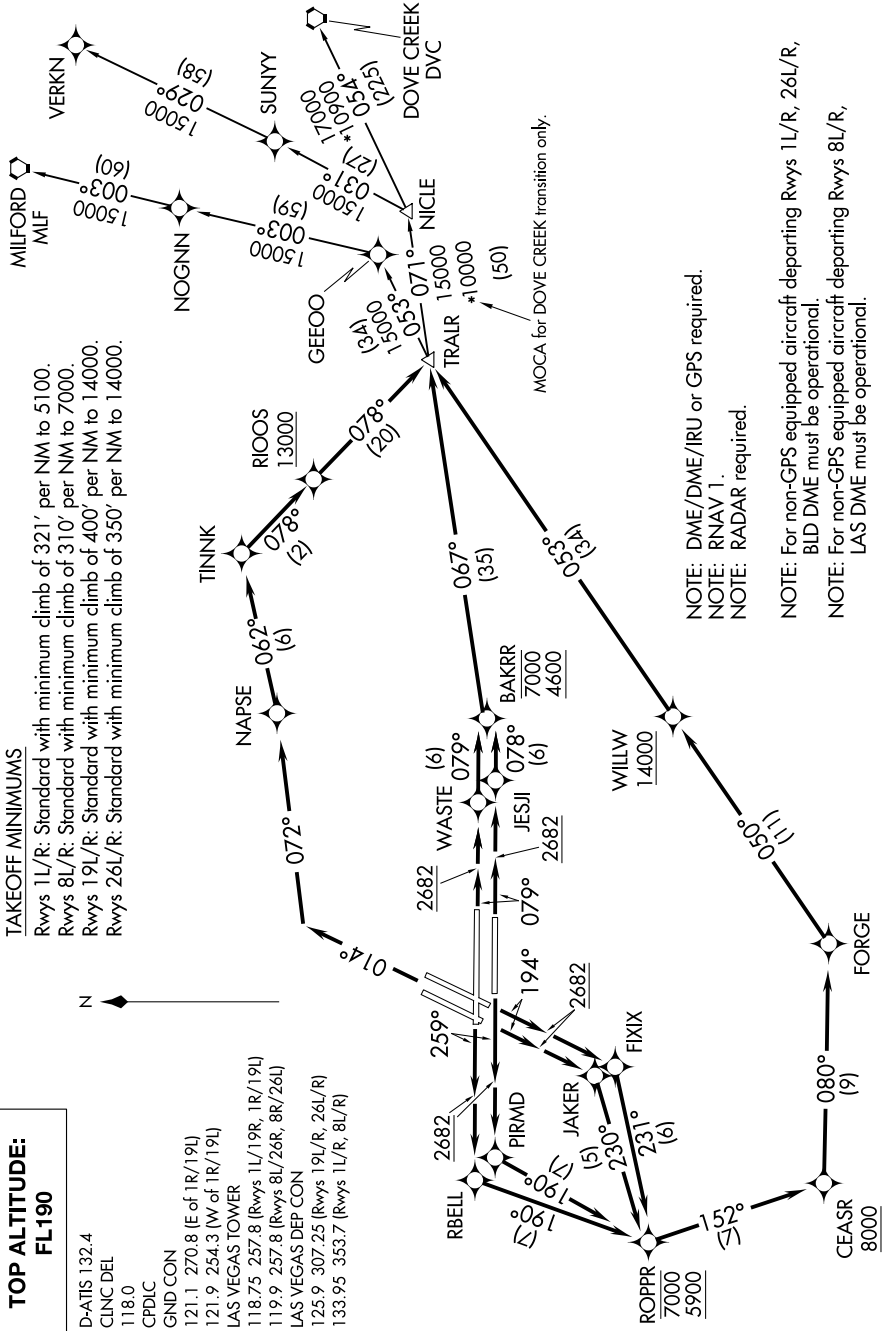 TOP ALTITUDE:
FL190
D-ATIS 132.4
CLNC DEL
118.0
CPDLC
GND CON
121.1 270.8 (E of 1R/19L)
121.9 254.3 (W of 1R/19L)
LAS VEGAS TOWER
118.75 257.8 (Rwys 1L/19R, 1R/19L)
119.9 257.8 (Rwys 8L/26R, 8R/26L)
LAS VEGAS DEP CON
125.9 307.25 (Rwys 19L/R, 26L/R)
133.95 353.7 (Rwys 1L/R, 8L/R)
N
TAKEOFF MINIMUMS
Rwys 1L/R: Standard with minimum climb of 321' per NM to 5100.
Rwys 8L/R: Standard with minimum climb of 310' per NM to 7000.
Rwys 19L/R: Standard with minimum climb of 400' per NM to 14000.
Rwys 26L/R: Standard with minimum climb of 350' per NM to 14000.
MILFORD
MLF
003°
15000
(60)
NOGNN
003°
15000
(59)
GEEOO
VERKN
029°
15000
(58)
SUNYY
031°
15000
(27)
DOVE CREEK
DVC
17000
*10900
054°
(225)
NICLE
071°
15000
*10000
(50)
053°
15000
(34)
TRALR
MOCA for DOVE CREEK transition only.
RIOOS
13000
078°
(20)
TINNK
078°
(2)
062°
(6)
NAPSE
072°
014°
067°
(35)
BAKRR
7000
4600
(6)
079°
WASTE
078°
(6)
JESJI
2682
2682
079°
053°
(34)
WILLW
14000
050°
(11)
FORGE
080°
(9)
CEASR
8000
152°
(7)
ROPPR
7000
5900
259°
194°
2682
2682
FIXIX
JAKER
PIRMD
RBELL
190°
(7)
190°
(7)
230°
(5)
231°
(6)
NOTE: DME/DME/IRU or GPS required.
NOTE: RNAV 1.
NOTE: RADAR required.
NOTE: For non-GPS equipped aircraft departing Rwys 1L/R, 26L/R,
BLD DME must be operational.
NOTE: For non-GPS equipped aircraft departing Rwys 8L/R,
LAS DME must be operational.